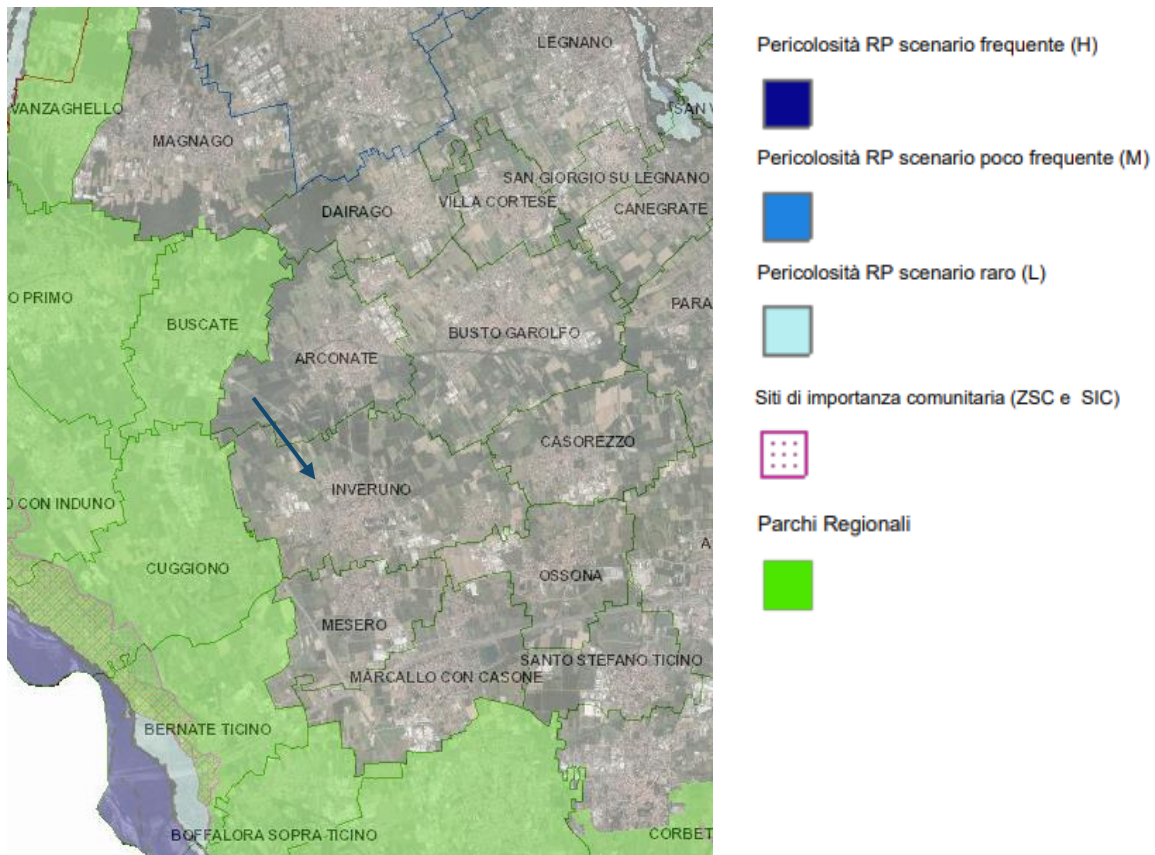 LEGNANO
VANZAGHELLO
SAN V
MAGNAGO
SAN GIORGIO SU LEGNANO
VILLA CORTESE
CANEGRATE
DAIRAGO
O PRIMO
PARA
BUSCATE
BUSTO GAROLFO
ARCONATE
CASOREZZO
INVERUNO
O CON INDUNO
A
CUGGIONO
OSSONA
MESERO
SANTO STEFANO TICINO
MARCALLO CON CASONE
BERNATE TICINO
BOFFALORA SOPRA TICINO
CORBET
Pericolosità RP scenario frequente (H)
Pericolosità RP scenario poco frequente (M)
Pericolosità RP scenario raro (L)
Siti di importanza comunitaria (ZSC e SIC)
Parchi Regionali